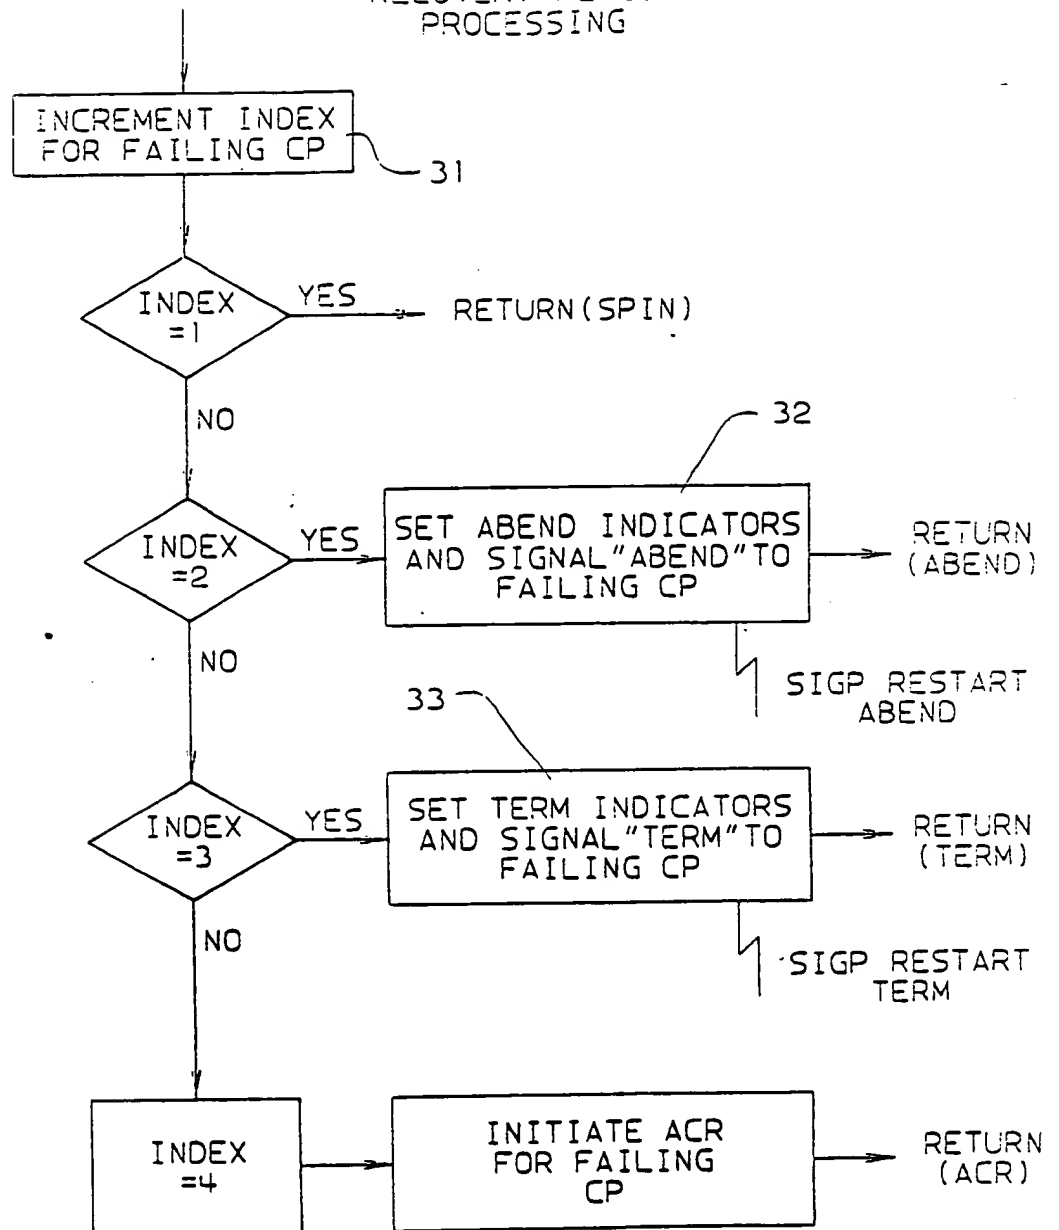 PROCESSING
INCREMENT INDEX
FOR FAILING CP
31
INDEX
=1
YES
RETURN(SPIN)
NO
32
INDEX
=2
YES
SET ABEND INDICATORS
AND SIGNAL"ABEND"TO
FAILING CP
RETURN
(ABEND)
NO
SIGP RESTART
ABEND
33
INDEX
=3
YES
SET TERM INDICATORS
AND SIGNAL"TERM"TO
FAILING CP
RETURN
(TERM)
NO
SIGP RESTART
TERM
INDEX
=4
INITIATE ACR
FOR FAILING
CP
RETURN
(ACR)